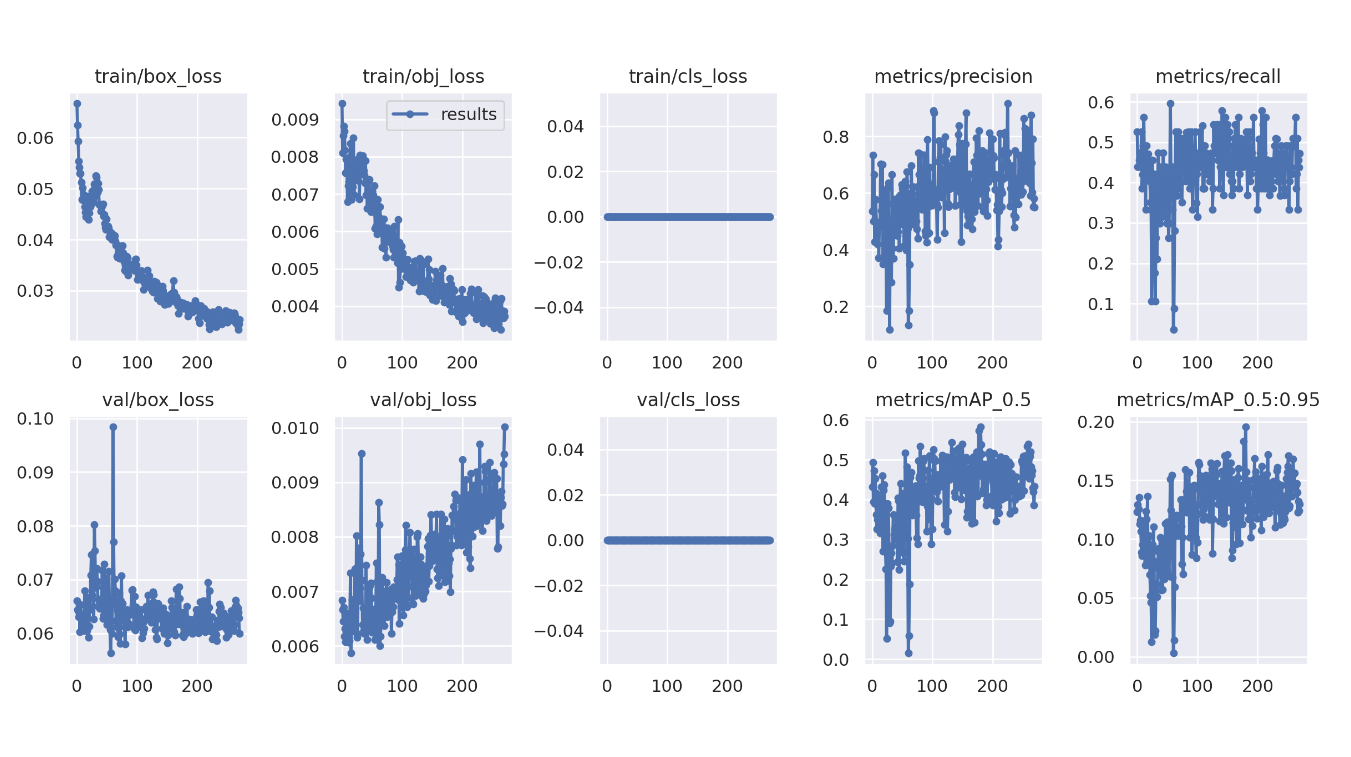 train/box_loss
train/obj_loss
train/cls_loss
metrics/precision
metrics/recall
0.06
0.05
0.04
0.03
0 100 200
0.009
0.008
0.007
0.006
0.005
0.004
results
0 100 200
0.04
0.02
0.00
−0.02
−0.04
0 100 200
0.8
0.6
0.4
0.2
0 100 200
0.6
0.5
0.4
0.3
0.2
0.1
0 100 200
val/box_loss
val/obj_loss
val/cls_loss
metrics/mAP_0.5
metrics/mAP_0.5:0.95
0.10
0.09
0.08
0.07
0.06
0 100 200
0.010
0.009
0.008
0.007
0.006
0 100 200
0.04
0.02
0.00
−0.02
−0.04
0 100 200
0.6
0.5
0.4
0.3
0.2
0.1
0.0
0 100 200
0.20
0.15
0.10
0.05
0.00
0 100 200